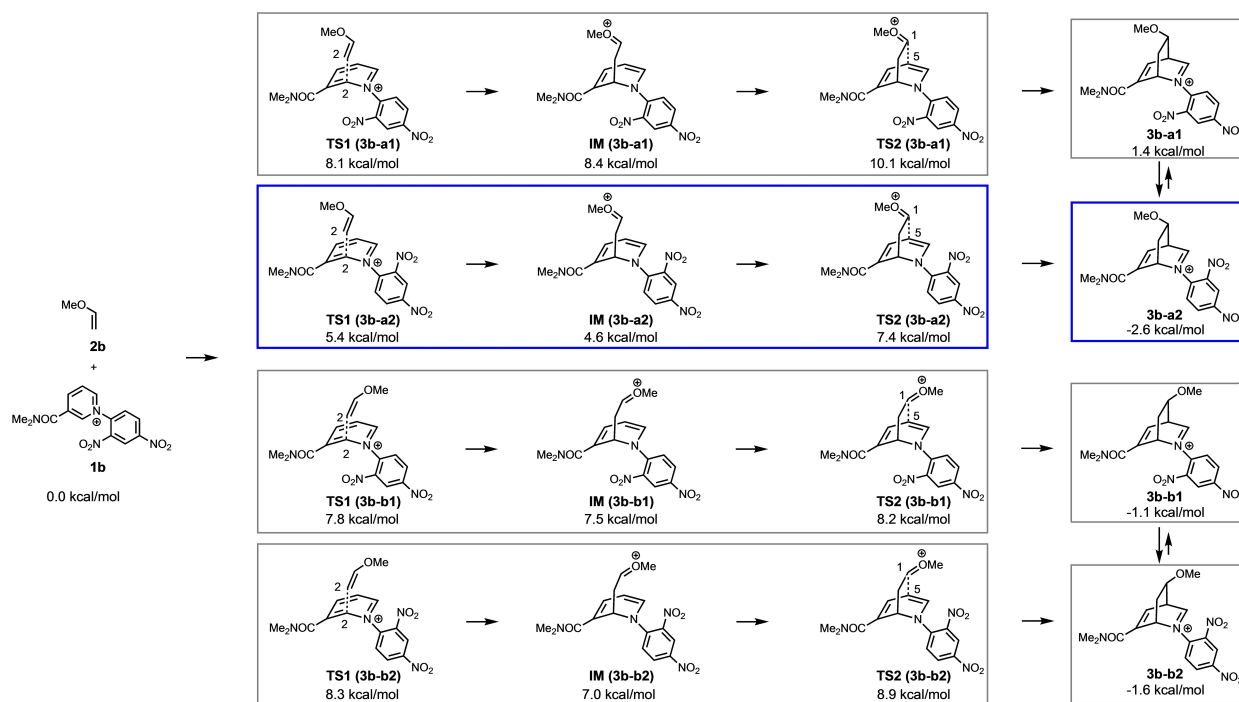 MeO
2b
+
Me₂NOC
N
⊕
O₂N
NO₂
1b
0.0 kcal/mol
MeO
2
2
Me₂NOC
N
⊕
O₂N
NO₂
TS1 (3b-a1)
8.1 kcal/mol
⊕
MeO
Me₂NOC
N
O₂N
NO₂
IM (3b-a1)
8.4 kcal/mol
⊕
MeO
1
5
Me₂NOC
N
O₂N
NO₂
TS2 (3b-a1)
10.1 kcal/mol
MeO
Me₂NOC
N
⊕
O₂N
NO
3b-a1
1.4 kcal/mol
MeO
2
2
Me₂NOC
N
⊕
NO₂
NO₂
TS1 (3b-a2)
5.4 kcal/mol
⊕
MeO
Me₂NOC
N
NO₂
NO₂
IM (3b-a2)
4.6 kcal/mol
⊕
MeO
1
5
Me₂NOC
N
NO₂
NO₂
TS2 (3b-a2)
7.4 kcal/mol
MeO
Me₂NOC
N
⊕
NO₂
NO
3b-a2
-2.6 kcal/mol
OMe
2
2
Me₂NOC
N
⊕
O₂N
NO₂
TS1 (3b-b1)
7.8 kcal/mol
⊕
OMe
Me₂NOC
N
O₂N
NO₂
IM (3b-b1)
7.5 kcal/mol
⊕
1
OMe
5
Me₂NOC
N
O₂N
NO₂
TS2 (3b-b1)
8.2 kcal/mol
OMe
Me₂NOC
N
⊕
O₂N
NO
3b-b1
-1.1 kcal/mol
OMe
2
2
Me₂NOC
N
⊕
NO₂
NO₂
TS1 (3b-b2)
8.3 kcal/mol
⊕
OMe
Me₂NOC
N
NO₂
NO₂
IM (3b-b2)
7.0 kcal/mol
⊕
1
OMe
5
Me₂NOC
N
NO₂
NO₂
TS2 (3b-b2)
8.9 kcal/mol
OMe
Me₂NOC
N
⊕
NO₂
NO₂
3b-b2
-1.6 kcal/mol